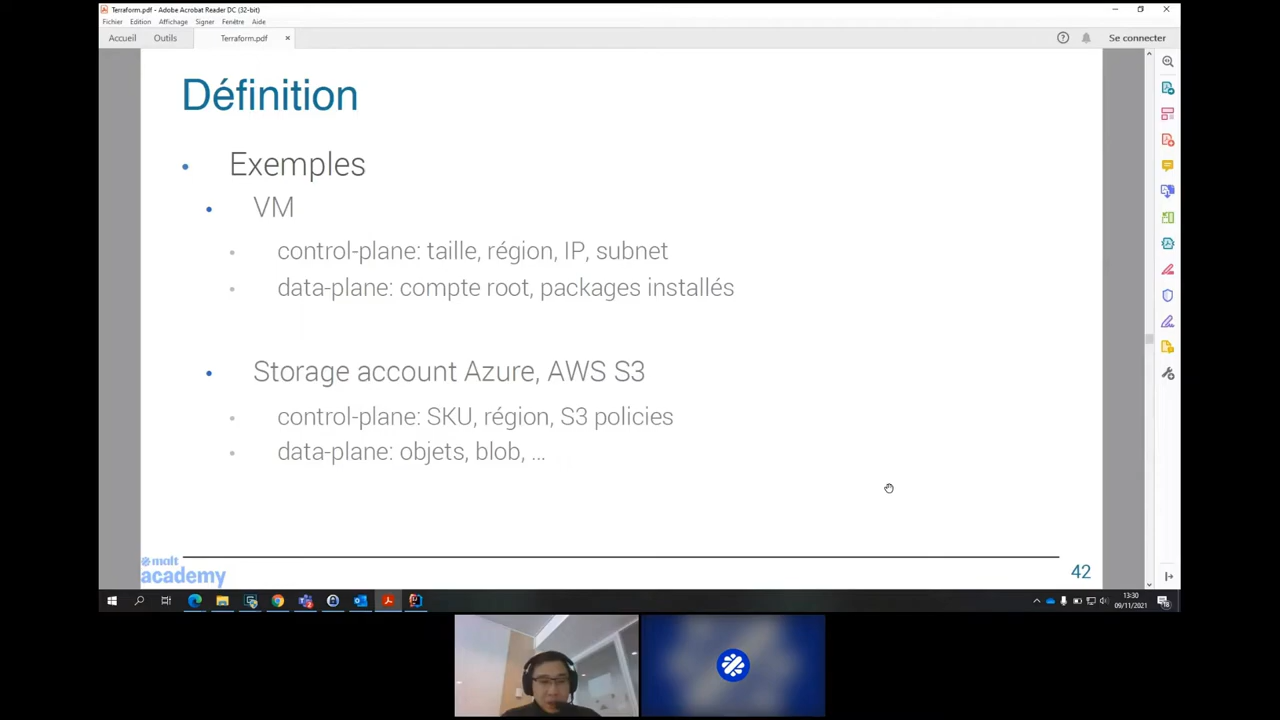 Terraform.pdf - Adobe Acrobat Reader DC (32-bit)
Fichier Edition Affichage Signer Fenêtre Aide
Accueil Outils Terraform.pdf Se connecter
Définition
Exemples
VM
control-plane: taille, région, IP, subnet
data-plane: compte root, packages installés
Storage account Azure, AWS S3
control-plane: SKU, région, S3 policies
data-plane: objets, blob, ...
malt
academy
42
13:30
09/11/2021
18